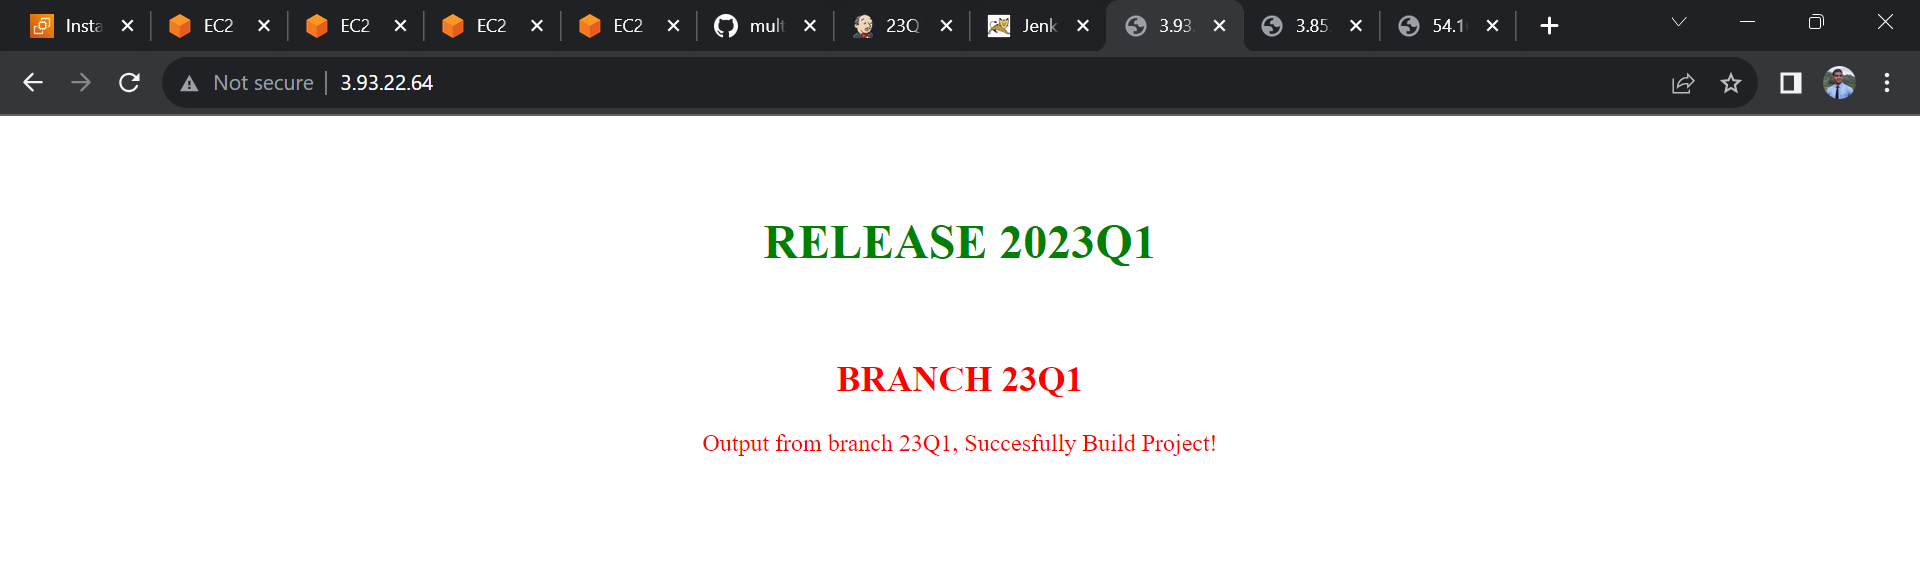 Insta
EC2
EC2
EC2
EC2
mult
23Q
Jenk
3.93.
3.85.
54.1
Not secure
3.93.22.64
RELEASE 2023Q1
BRANCH 23Q1
Output from branch 23Q1, Succesfully Build Project!